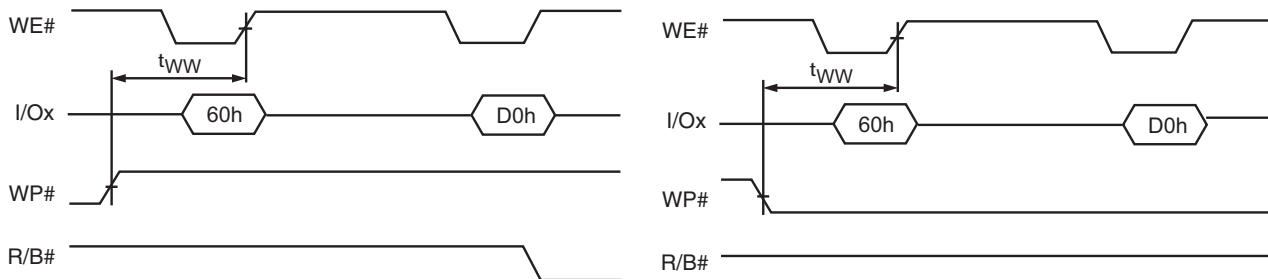 WE#
tWW
I/Ox
60h
D0h
WP#
R/B#
WE#
tWW
I/Ox
60h
D0h
WP#
R/B#